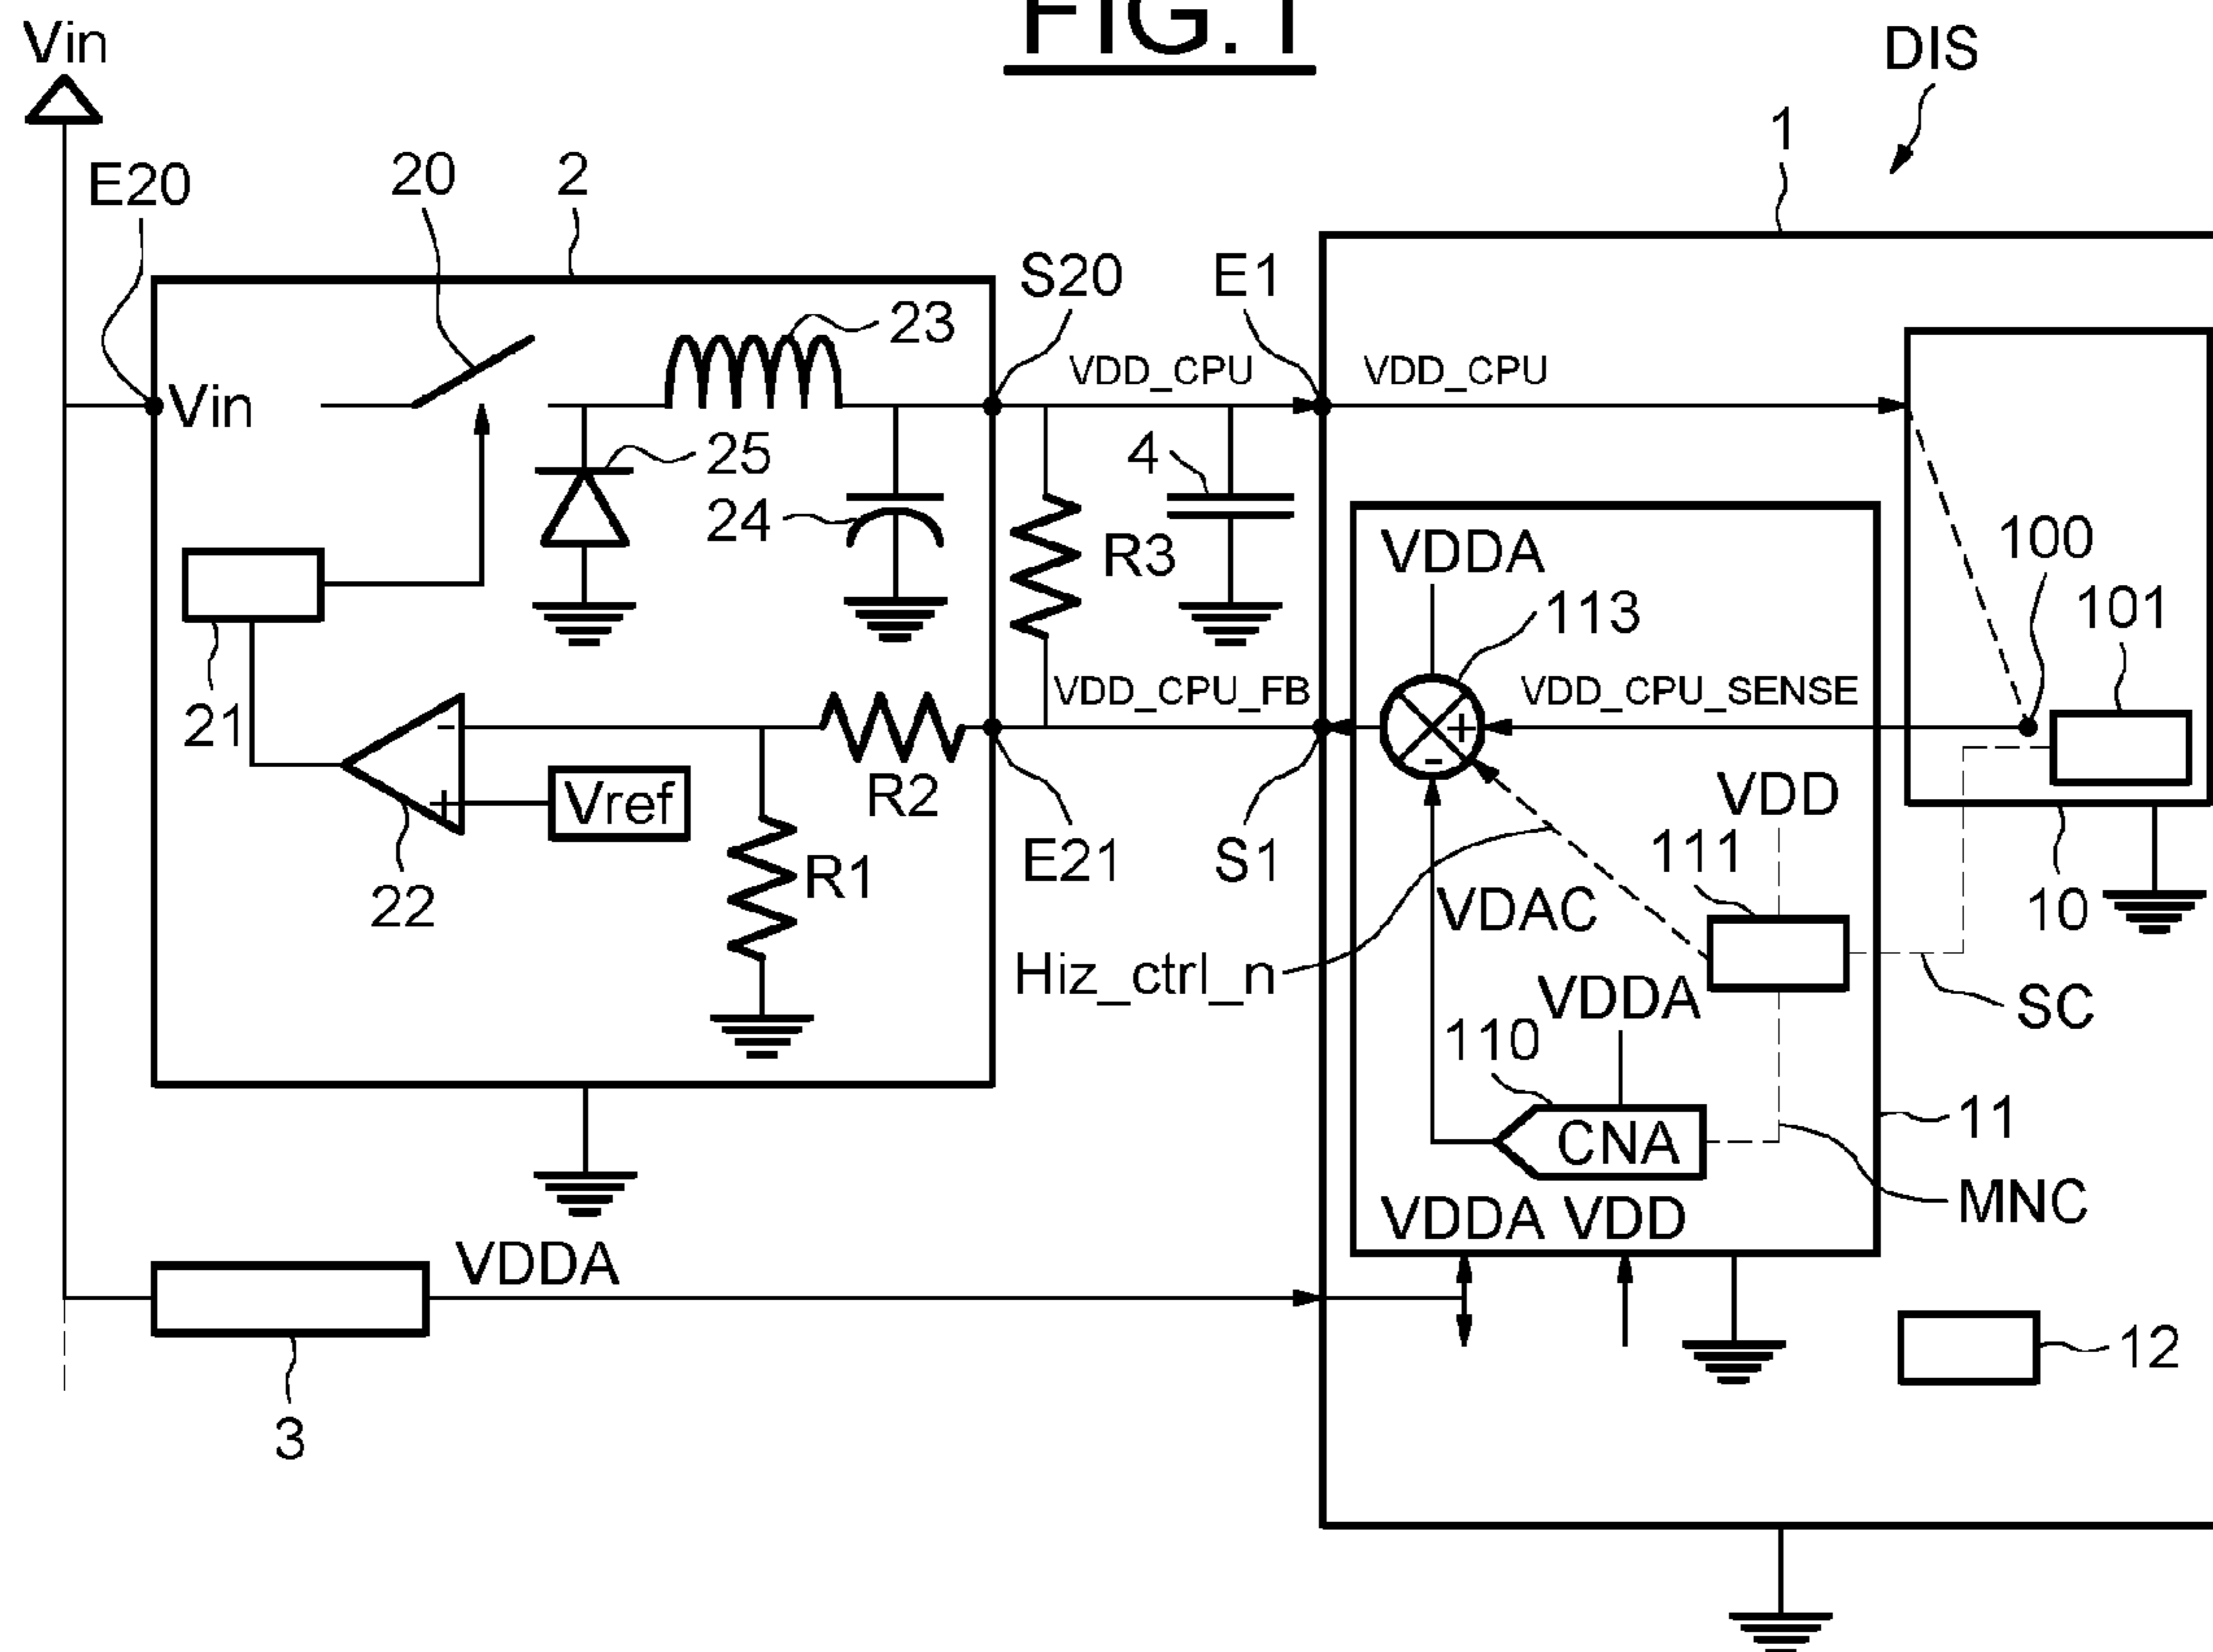 FIG.1
Vin
DIS
1
E20
20
2
S20
E1
23
VDD_CPU
VDD_CPU
Vin
25
4
24
R3
VDDA
100
113
101
VDD_CPU_FB
VDD_CPU_SENSE
21
-
+
-
Vref
R2
VDD
+
22
R1
E21
S1
111
VDAC
10
Hiz_ctrl_n
VDDA
SC
110
11
CNA
MNC
VDDA
VDD
VDDA
12
3